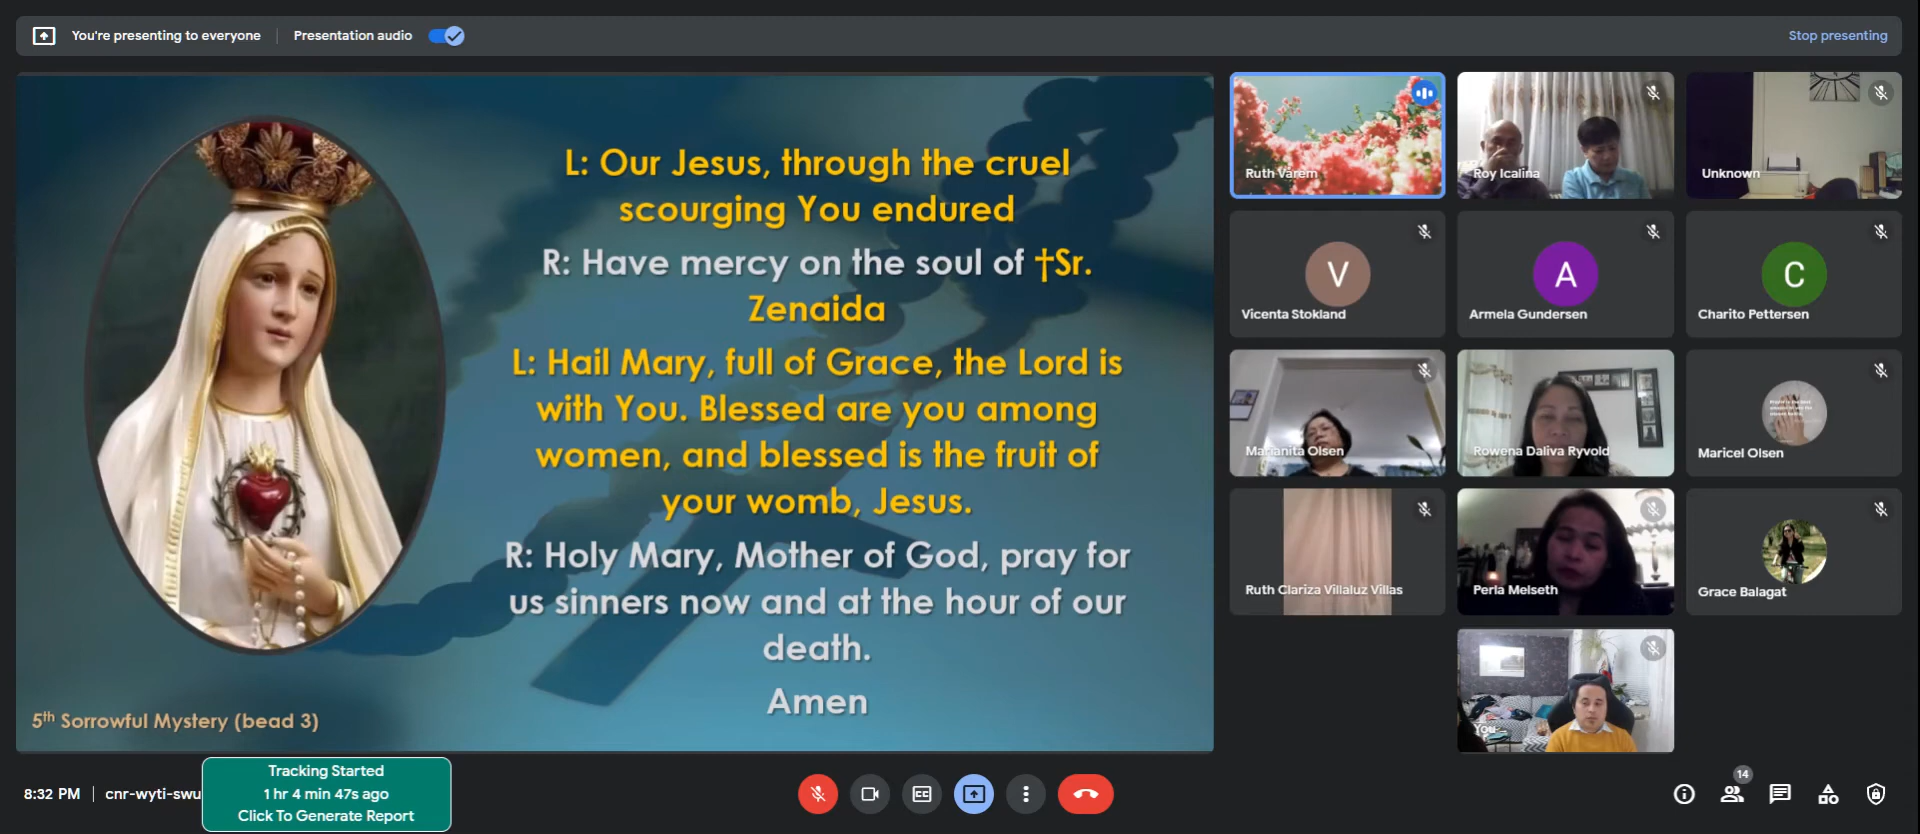 You're presenting to everyone
Presentation audio
Stop presenting
L: Our Jesus, through the cruel
scourging You endured
R: Have mercy on the soul of †Sr.
Zenaida
L: Hail Mary, full of Grace, the Lord is
with You. Blessed are you among
women, and blessed is the fruit of
your womb, Jesus.
R: Holy Mary, Mother of God, pray for
us sinners now and at the hour of our
death.
Amen
5th Sorrowful Mystery (bead 3)
Ruth Varem
Roy Icalina
Unknown
V
Vicenta Stokland
A
Armela Gundersen
C
Charito Pettersen
Marianita Olsen
Rowena Daliva Ryvold
Maricel Olsen
Ruth Clariza Villaluz Villas
Perla Melseth
Grace Balagat
You
8:32 PM
cnr-wyti-swu
Tracking Started
1 hr 4 min 47s ago
Click To Generate Report
CC
14